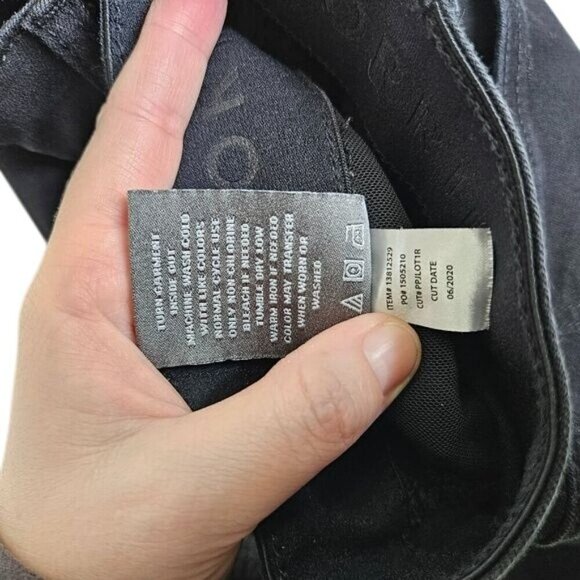 TURN GARMENT
INSIDE OUT
MACHINE WASH COLD
WITH LIKE COLORS
NORMAL CYCLE USE
ONLY NON-CHLORINE
BLEACH IF NEEDED
TUMBLE DRY LOW
WARM IRON IF NEEDED
COLOR MAY TRANSFER
WHEN WORN OR
WASHED
ITEM# 13812529
PO# 1505210
CUT# PPJLOT1R
CUT DATE
06/2020